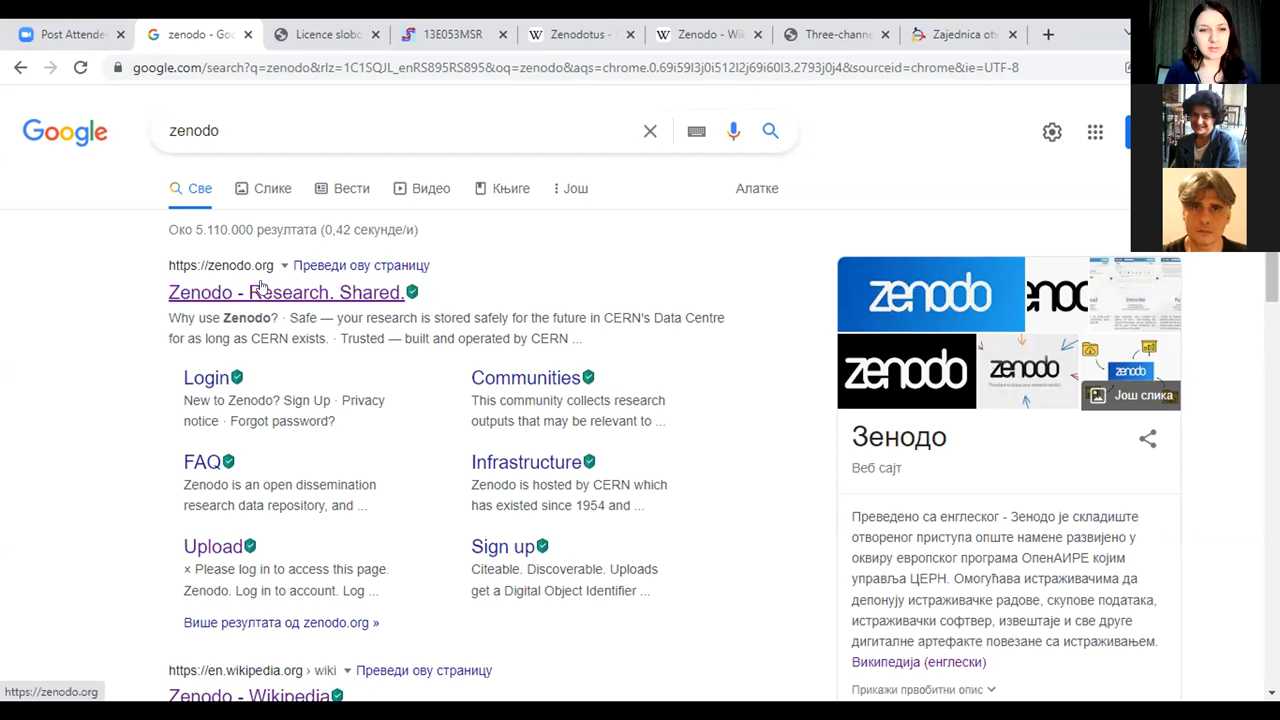 Post Attende
zenodo - Goo
Licence slobo
13E053MSR
Zenodotus -
Zenodo - Wik
Three-channe
Zajednica otv
google.com/search?q=zenodo&rlz=1C1SQJL_enRS895RS895&oq=zenodo&aqs=chrome.0.69i59l3j0i512l2j69i60l3.2793j0j4&sourceid=chrome&ie=UTF-8
Google
zenodo
Све
Слике
Вести
Видео
Књиге
Још
Алатке
Око 5.110.000 резултата (0,42 секунде/и)
https://zenodo.org
Преведи ову страницу
Zenodo - Research. Shared.
Why use Zenodo? · Safe — your research is stored safely for the future in CERN's Data Centre
for as long as CERN exists. · Trusted — built and operated by CERN ...
Login
New to Zenodo? Sign Up · Privacy
notice · Forgot password?
Communities
This community collects research
outputs that may be relevant to ...
FAQ
Zenodo is an open dissemination
research data repository, and ...
Infrastructure
Zenodo is hosted by CERN which
has existed since 1954 and ...
Upload
× Please log in to access this page.
Zenodo. Log in to account. Log ...
Sign up
Citeable. Discoverable. Uploads
get a Digital Object Identifier ...
Више резултата од zenodo.org »
https://en.wikipedia.org › wiki
Преведи ову страницу
Zenodo - Wikipedia
https://zenodo.org
zenodo
eno
zenodo
zenodo
zenodo
Још слика
Зенодо
Веб сајт
Преведено са енглеског - Зенодо је складиште
отвореног приступа опште намене развијено у
оквиру европског програма ОпенАИРЕ којим
управља ЦЕРН. Омогућава истраживачима да
депонују истраживачке радове, скупове података,
истраживачки софтвер, извештаје и све друге
дигиталне артефакте повезане са истраживањем.
Википедија (енглески)
Прикажи првобитни опис